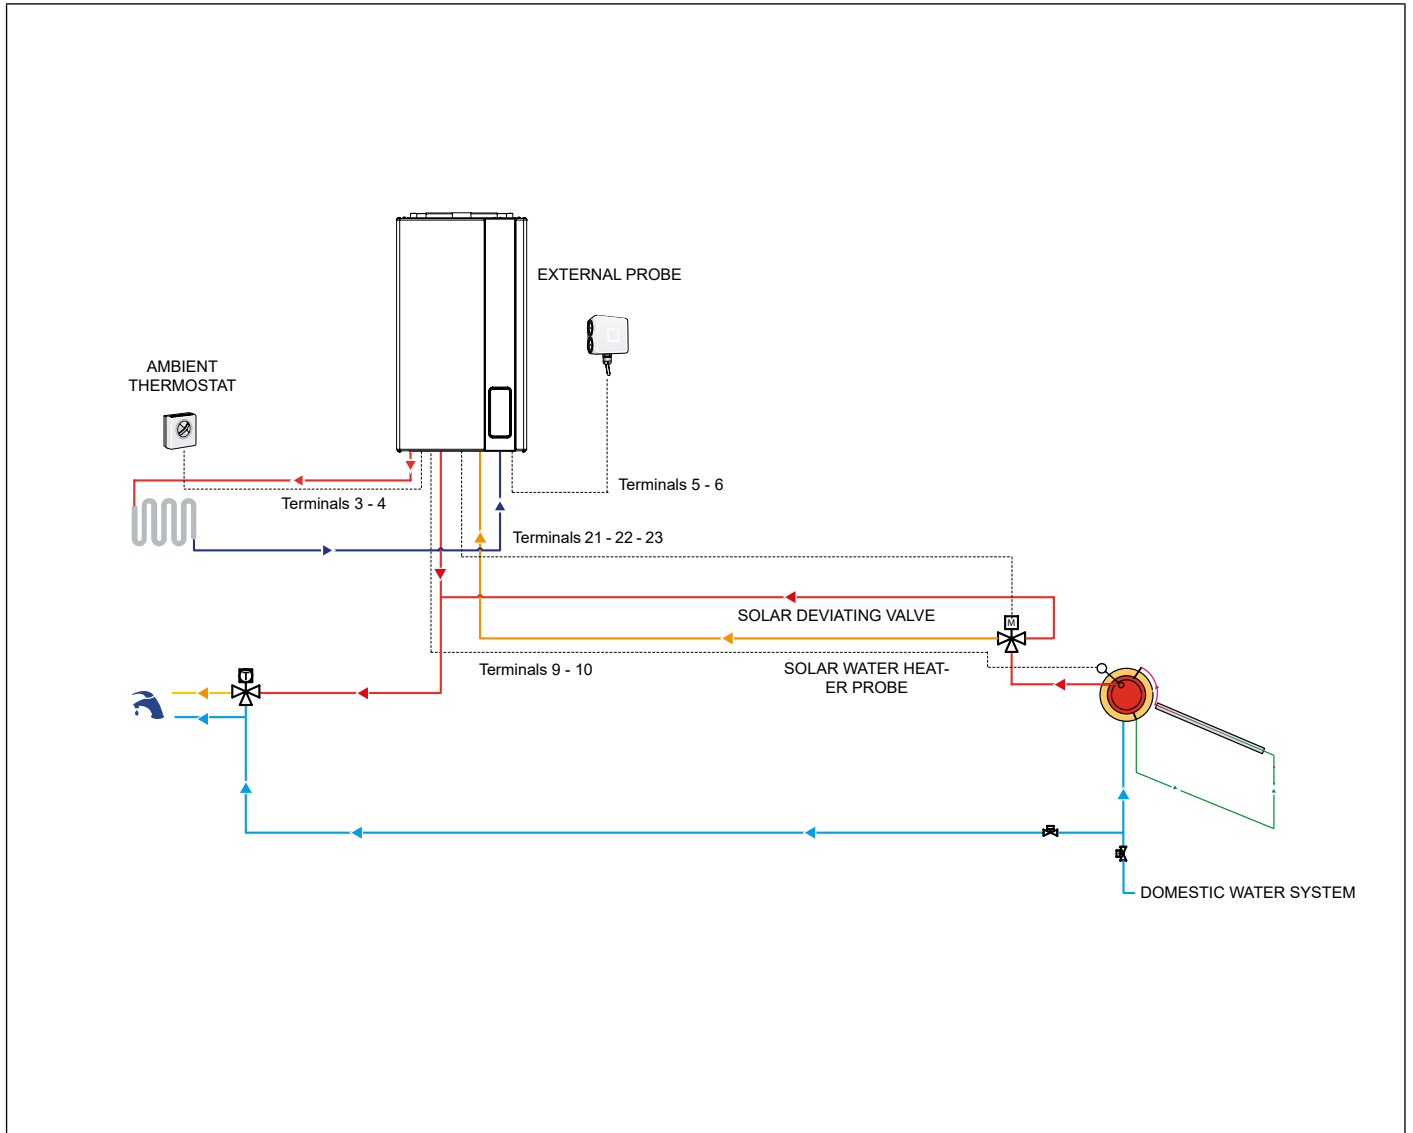 EXTERNAL PROBE
AMBIENT
THERMOSTAT
Terminals 5 - 6
Terminals 3 - 4
Terminals 21 - 22 - 23
SOLAR DEVIATING VALVE
M
Terminals 9 - 10
SOLAR WATER HEAT-
ER PROBE
T
DOMESTIC WATER SYSTEM